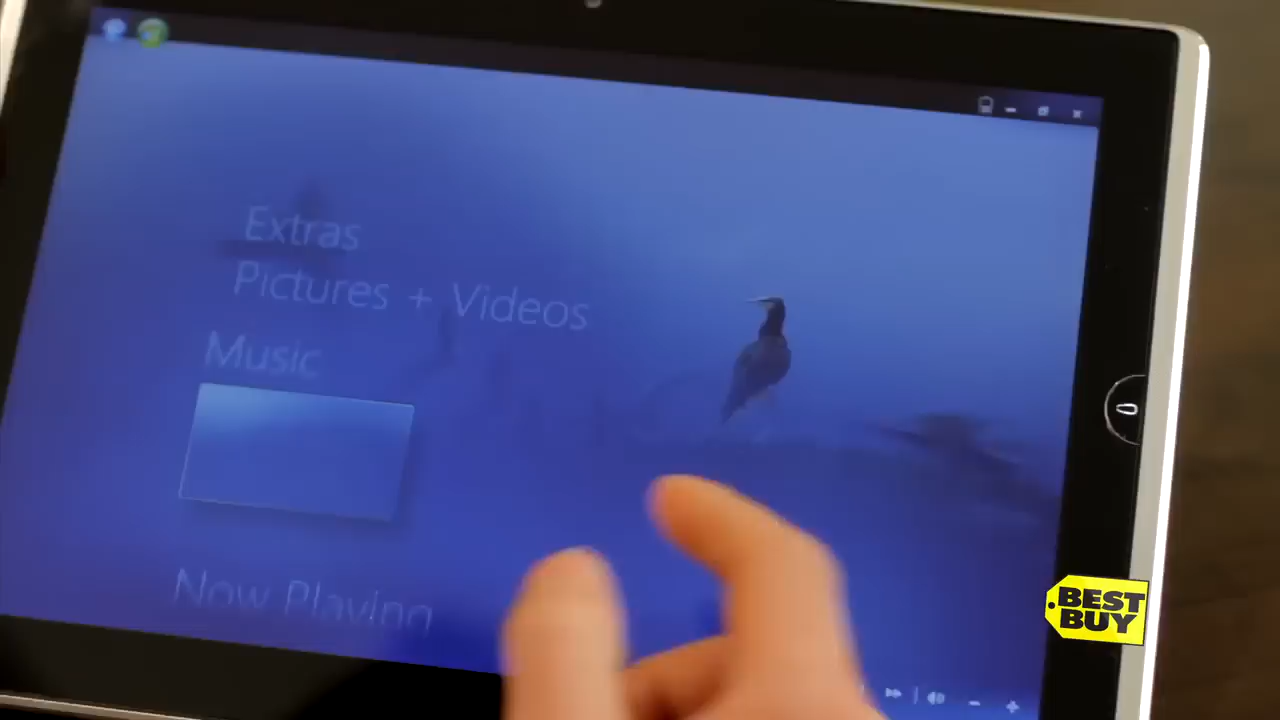 Extras
Pictures + Videos
Music
Now Playing
BEST
BUY